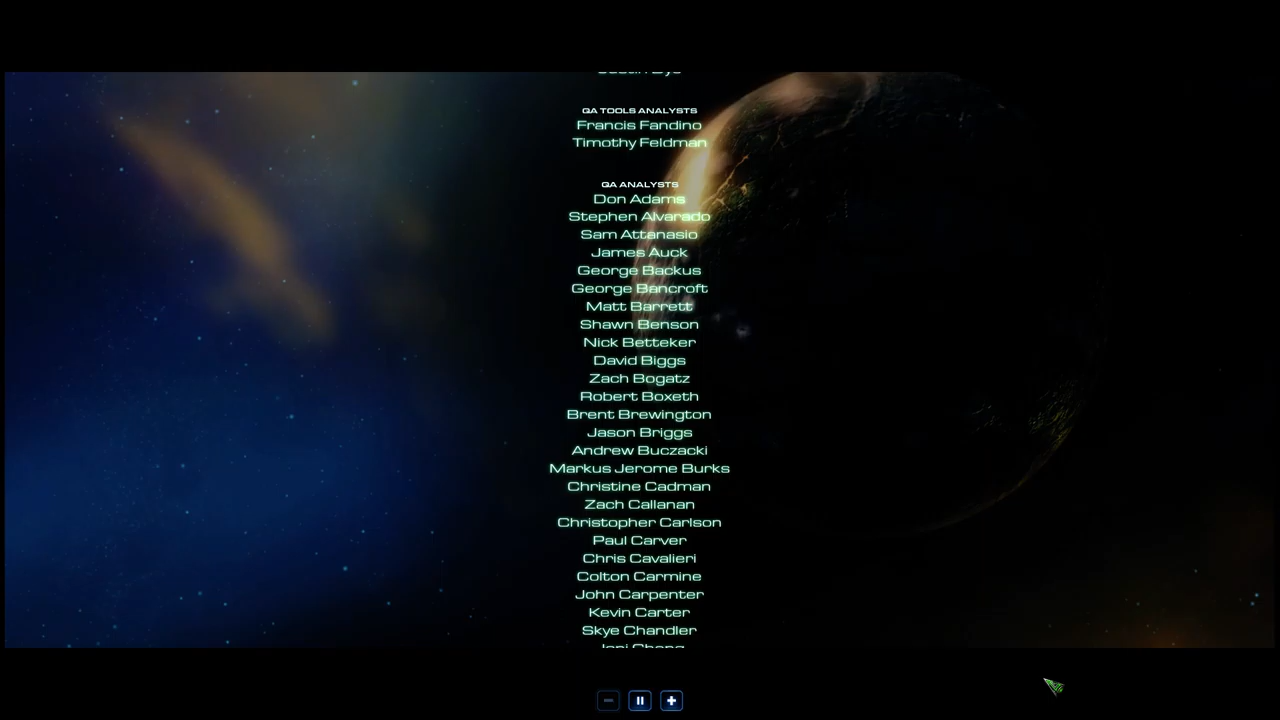 QA TOOLS ANALYSTS
Francis Fandino
Timothy Feldman
QA ANALYSTS
Don Adams
Stephen Alvarado
Sam Attanasio
James Auck
George Backus
George Bancroft
Matt Barrett
Shawn Benson
Nick Betteker
David Biggs
Zach Bogatz
Robert Boxeth
Brent Brewington
Jason Briggs
Andrew Buczacki
Markus Jerome Burks
Christine Cadman
Zach Callanan
Christopher Carlson
Paul Carver
Chris Cavalieri
Colton Carmine
John Carpenter
Kevin Carter
Skye Chandler